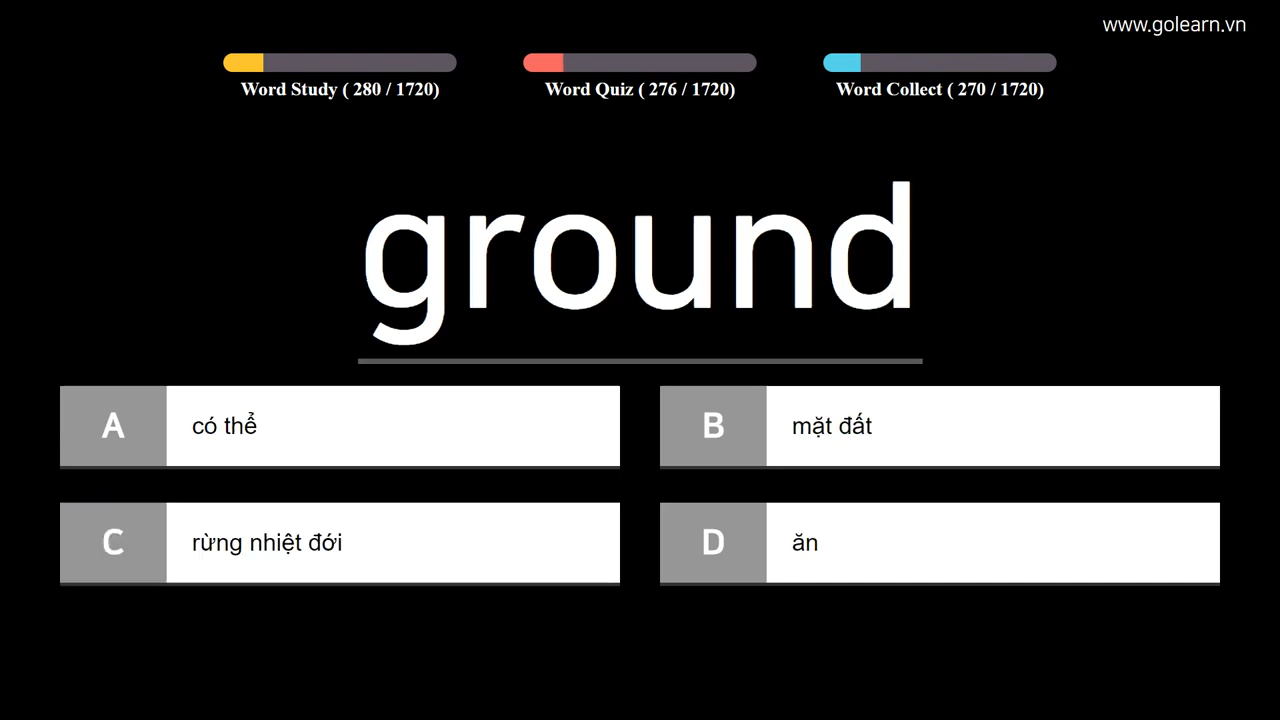 www.golearn.vn
Word Study ( 280 / 1720)
Word Quiz ( 276 / 1720)
Word Collect ( 270 / 1720)
ground
A có thể
B mặt đất
C rừng nhiệt đới
D ăn